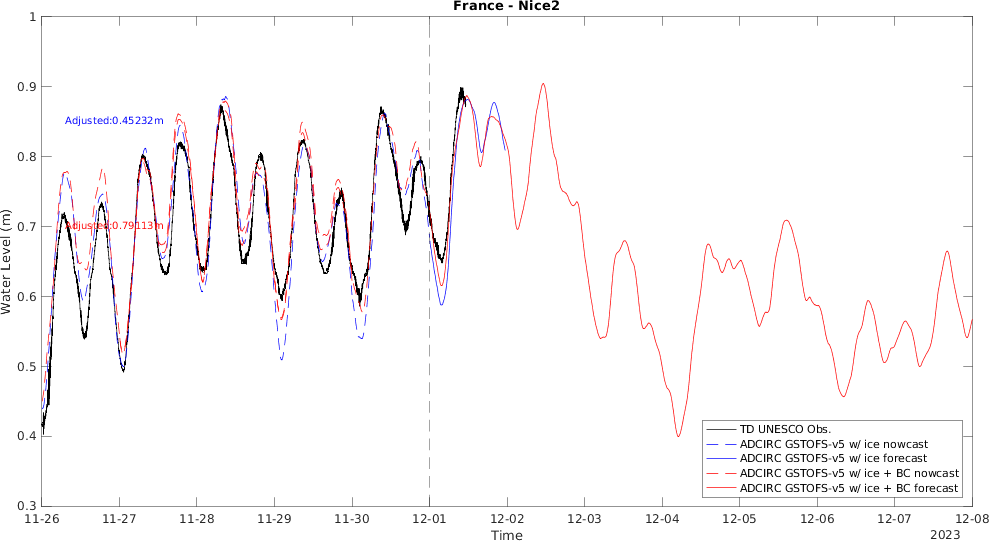 France - Nice2
1
0.9
0.8
0.7
0.6
0.5
0.4
0.3
Water Level (m)
Adjusted:0.45232m
Adjusted:0.79113m
TD UNESCO Obs.
ADCIRC GSTOFS-v5 w/ ice nowcast
ADCIRC GSTOFS-v5 w/ ice forecast
ADCIRC GSTOFS-v5 w/ ice + BC nowcast
ADCIRC GSTOFS-v5 w/ ice + BC forecast
11-26 11-27 11-28 11-29 11-30 12-01 12-02 12-03 12-04 12-05 12-06 12-07 12-08
Time
2023